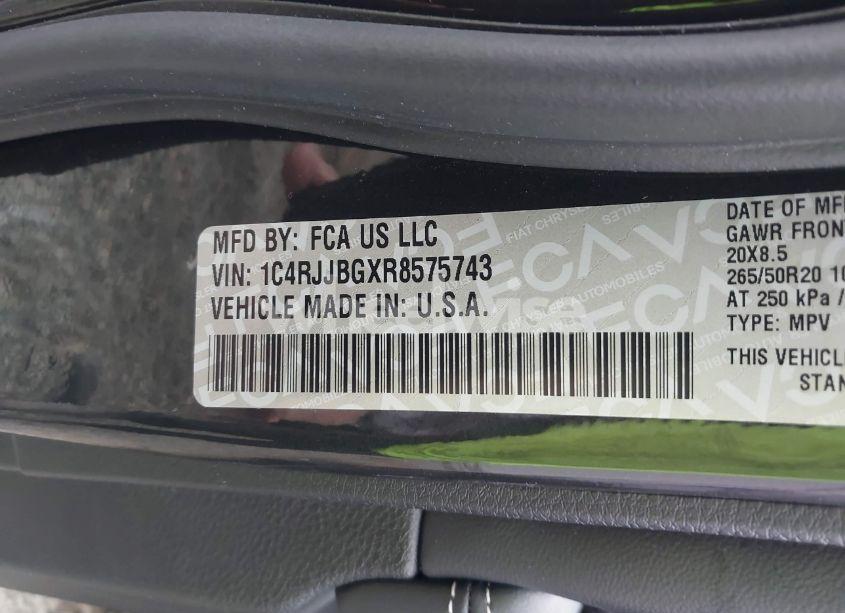 MFD BY: FCA US LLC
VIN: 1C4RJJBGXR8575743
VEHICLE MADE IN: U.S.A.
DATE OF MF
GAWR FRON
20X8.5
265/50R20 10
AT 250 kPa /
TYPE: MPV
THIS VEHICL
STAN